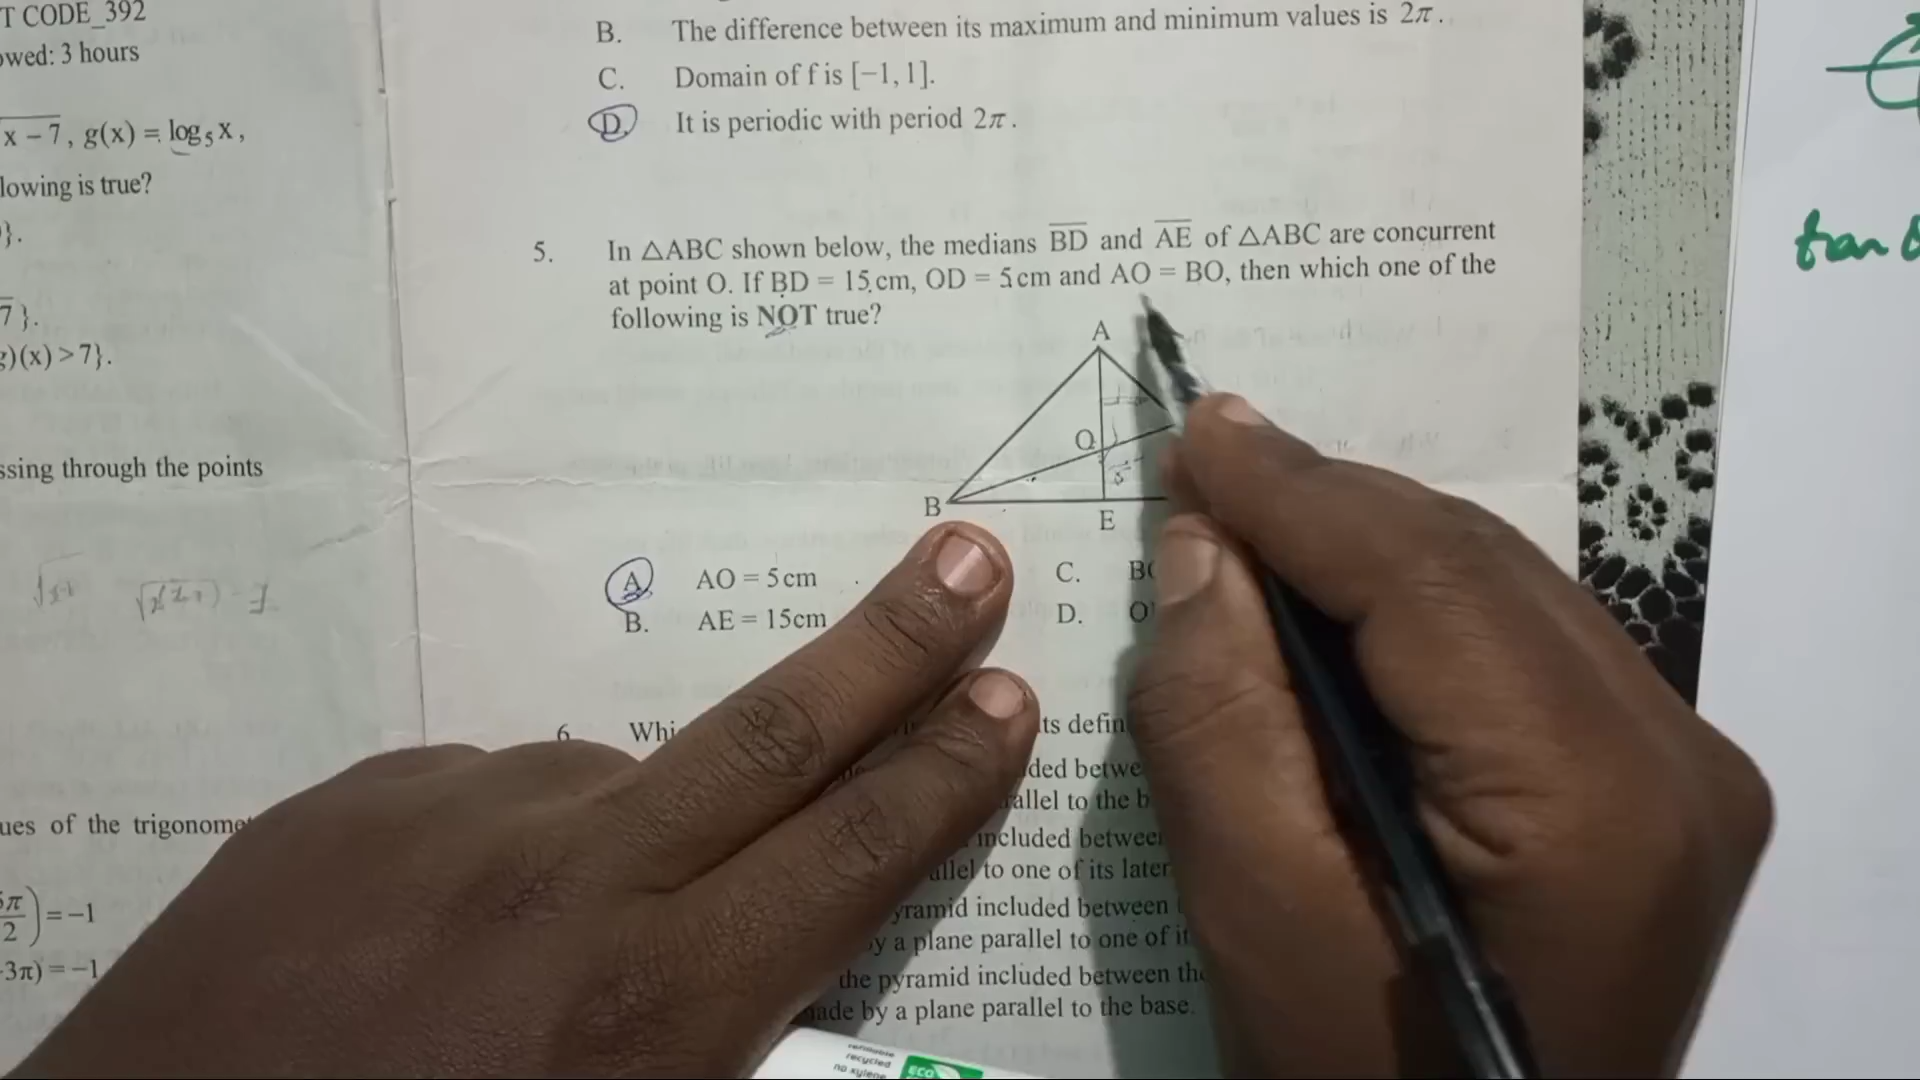 T CODE_392
owed: 3 hours
x – 7, g(x) = log₅x,
lowing is true?
}.
7}.
)(x) > 7}.
ssing through the points
ues of the trigonome
π/2) = –1
3π) = –1
B. The difference between its maximum and minimum values is 2π.
C. Domain of f is [–1, 1].
D. It is periodic with period 2π.
5. In △ABC shown below, the medians BD and AE of △ABC are concurrent
at point O. If BD = 15 cm, OD = 5 cm and AO = BO, then which one of the
following is NOT true?
A
O
5
B
E
A. AO = 5 cm
B. AE = 15cm
C. B
D. O
6 Whi
ts defin
ded betwe
allel to the b
included between
allel to one of its later
yramid included between
y a plane parallel to one of it
the pyramid included between the
ade by a plane parallel to the base.
recycled
no xylene
ECO
tan